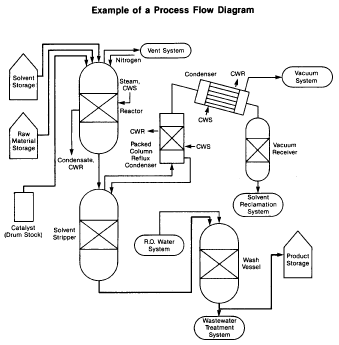 Example of a Process Flow Diagram
Vent System
Nitrogen
Solvent
Storage
Steam,
CWS
Reactor
Raw
Material
Storage
Condensate,
CWR
Catalyst
(Drum Stock)
Solvent
Stripper
Condenser
CWR
Vacuum
System
CWS
CWR
CWS
Packed
Column
Reflux
Condenser
Vacuum
Receiver
Solvent
Reclamation
System
R.O. Water
System
Wash
Vessel
Product
Storage
Wastewater
Treatment
System